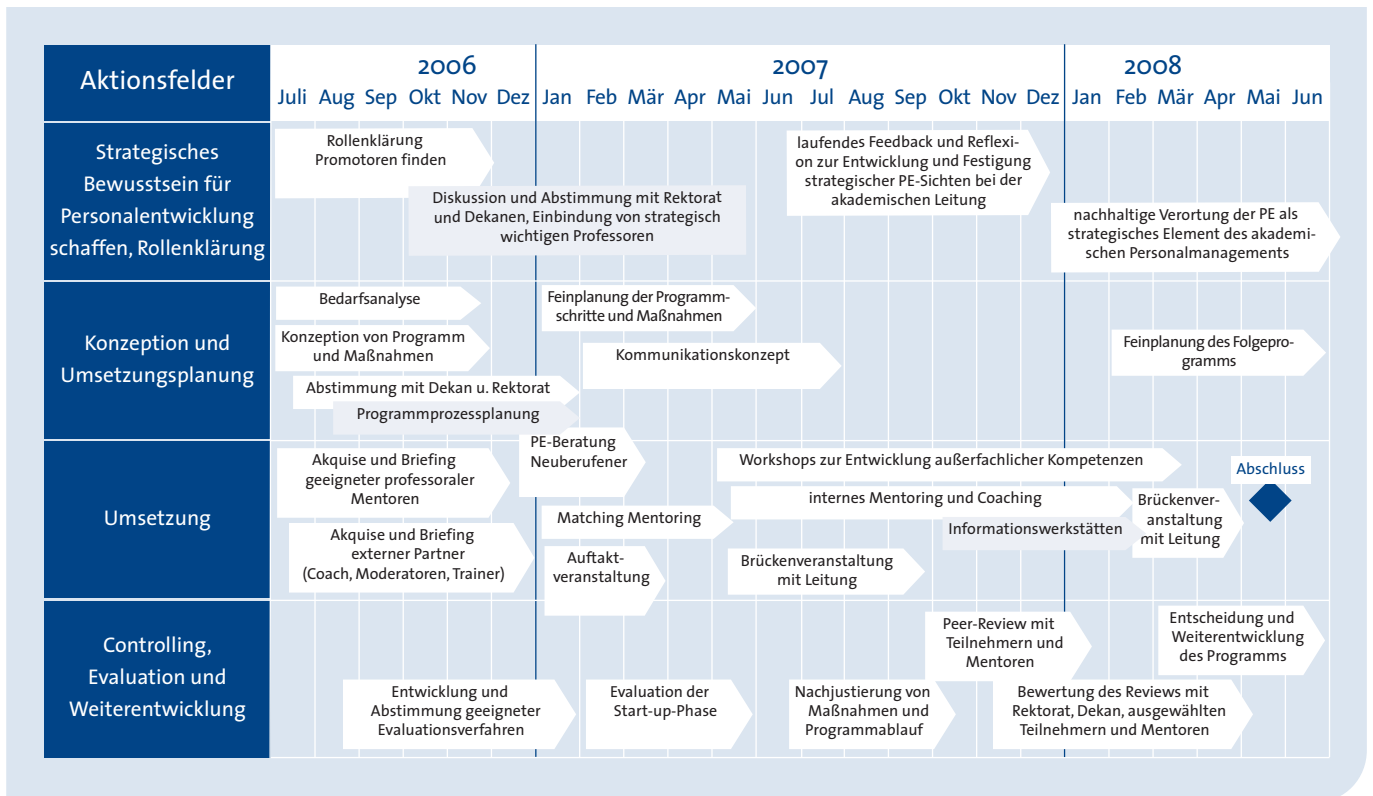 Aktionsfelder
2006
2007
2008
Juli Aug Sep Okt Nov Dez Jan Feb Mär Apr Mai Jun Jul Aug Sep Okt Nov Dez Jan Feb Mär Apr Mai Jun
Strategisches
Bewusstsein für
Personalentwicklung
schaffen, Rollenklärung
Rollenklärung
Promotoren finden
Diskussion und Abstimmung mit Rektorat
und Dekanen, Einbindung von strategisch
wichtigen Professoren
laufendes Feedback und Reflexi-
on zur Entwicklung und Festigung
strategischer PE-Sichten bei der
akademischen Leitung
nachhaltige Verortung der PE als
strategisches Element des akademi-
schen Personalmanagements
Konzeption und
Umsetzungsplanung
Bedarfsanalyse
Konzeption von Programm
und Maßnahmen
Abstimmung mit Dekan u. Rektorat
Programmprozessplanung
Feinplanung der Programm-
schritte und Maßnahmen
Kommunikationskonzept
Feinplanung des Folgepro-
gramms
Umsetzung
Akquise und Briefing
geeigneter professoraler
Mentoren
Akquise und Briefing
externer Partner
(Coach, Moderatoren, Trainer)
PE-Beratung
Neuberufener
Matching Mentoring
Auftakt-
veranstaltung
Workshops zur Entwicklung außerfachlicher Kompetenzen
internes Mentoring und Coaching
Informationswerkstätten
Brückenveranstaltung
mit Leitung
Brückenver-
anstaltung
mit Leitung
Abschluss
Controlling,
Evaluation und
Weiterentwicklung
Entwicklung und
Abstimmung geeigneter
Evaluationsverfahren
Evaluation der
Start-up-Phase
Nachjustierung von
Maßnahmen und
Programmablauf
Peer-Review mit
Teilnehmern und
Mentoren
Bewertung des Reviews mit
Rektorat, Dekan, ausgewählten
Teilnehmern und Mentoren
Entscheidung und
Weiterentwicklung
des Programms